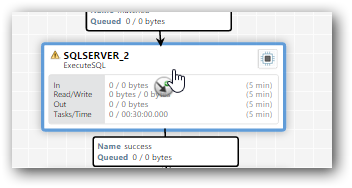 Queued 0 / 0 bytes
SQLSERVER_2
ExecuteSQL
In 0 / 0 bytes (5 min)
Read/Write 0 bytes / 0 bytes (5 min)
Out 0 / 0 bytes (5 min)
Tasks/Time 0 / 00:30:00.000 (5 min)
Name success
Queued 0 / 0 bytes